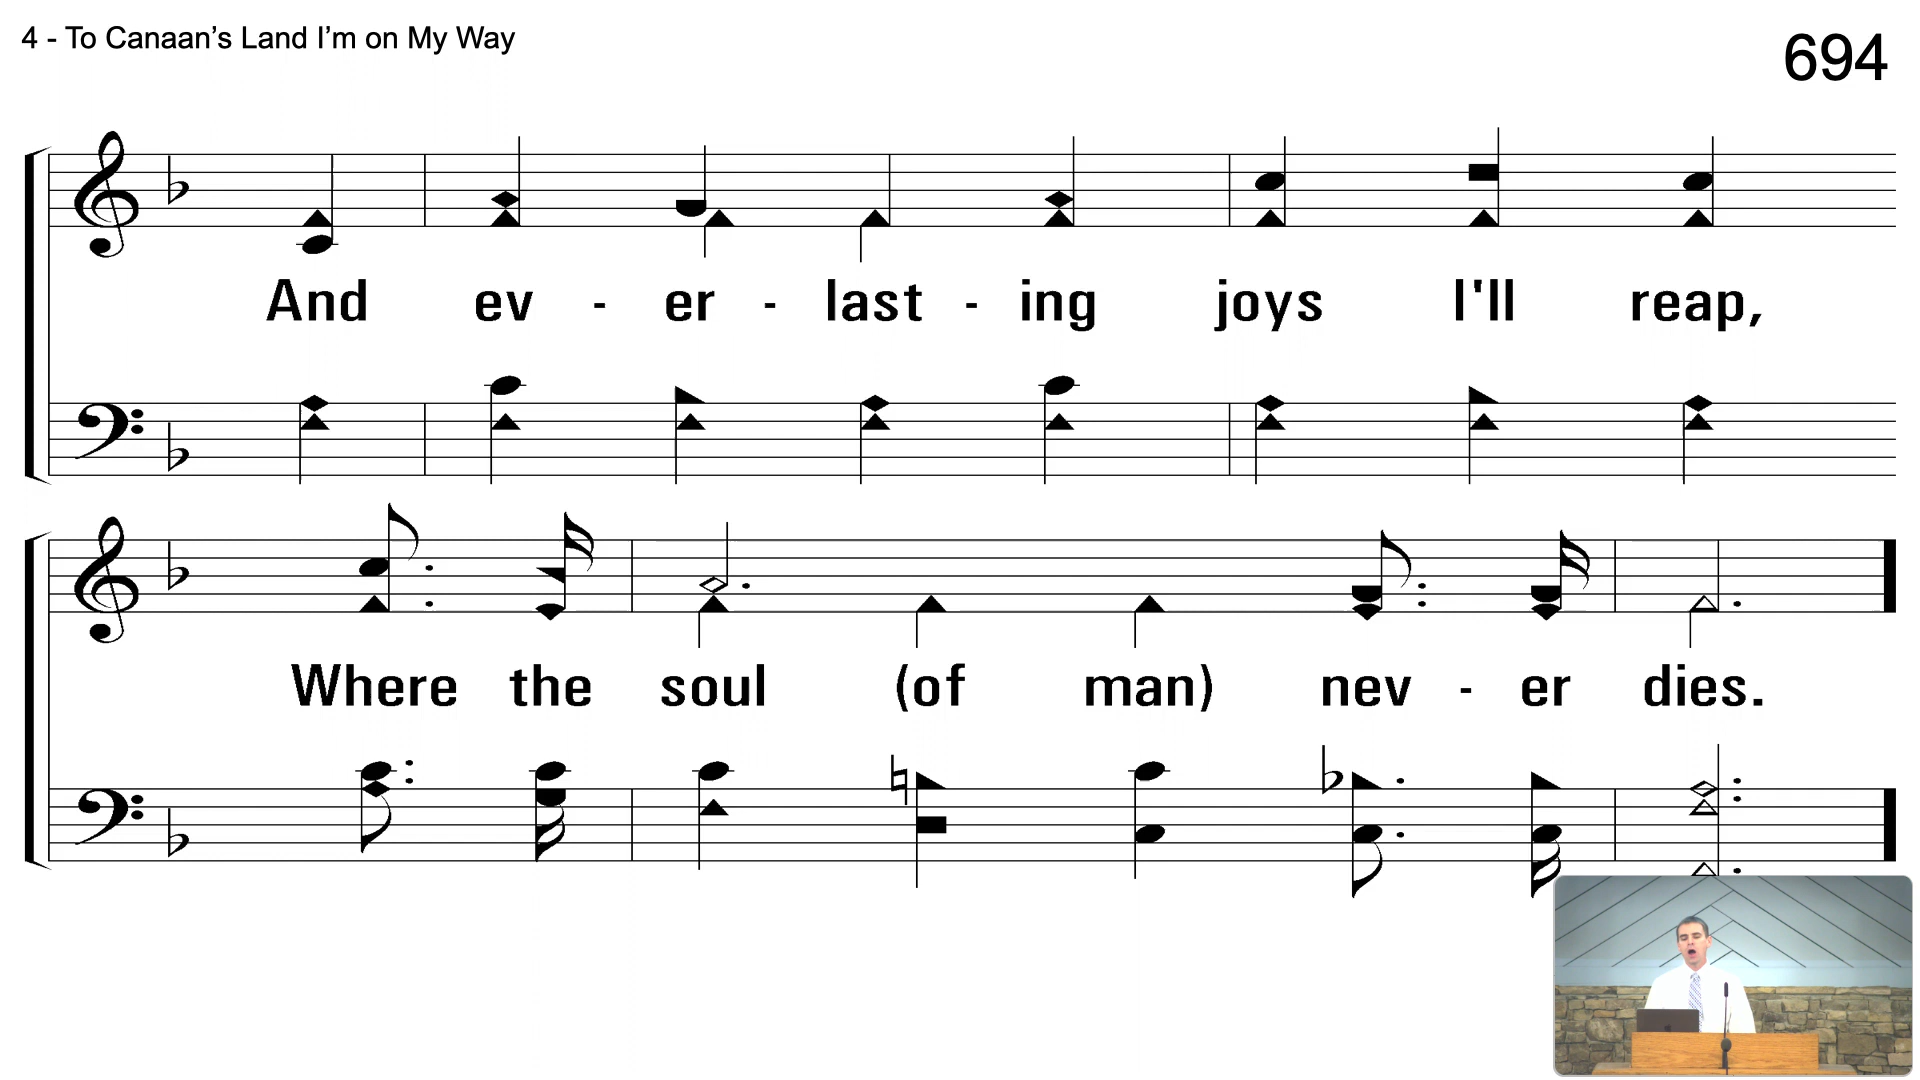 4 - To Canaan’s Land I’m on My Way
694
And ev - er - last - ing joys I'll reap,
Where the soul (of man) nev - er dies.